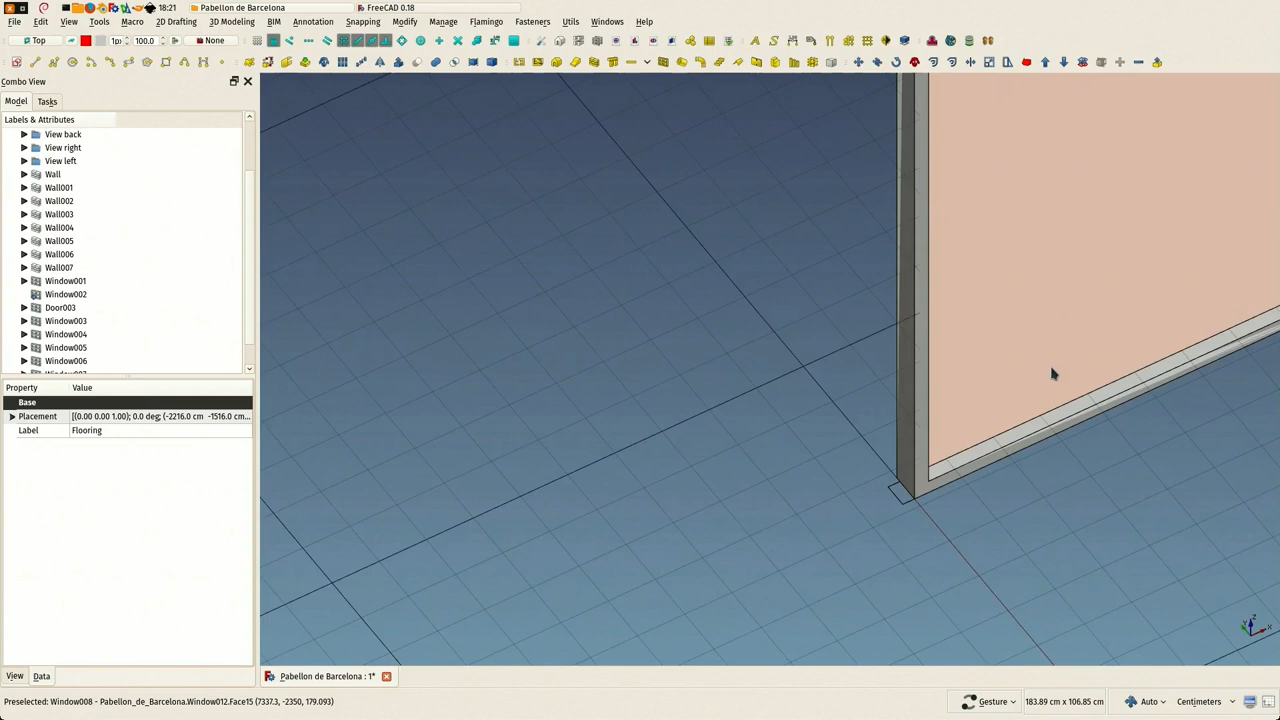 18:21 Pabellon de Barcelona FreeCAD 0.18
File Edit View Tools Macro 2D Drafting 3D Modeling BIM Annotation Snapping Modify Manage Flamingo Fasteners Utils Windows Help
Top 1px 100.0 None
Combo View
Model Tasks
Labels & Attributes
View back
View right
View left
Wall
Wall001
Wall002
Wall003
Wall004
Wall005
Wall006
Wall007
Window001
Window002
Door003
Window003
Window004
Window005
Window006
Property Value
Base
Placement [(0.00 0.00 1.00); 0.0 deg; (-2216.0 cm -1516.0 cm...
Label Flooring
View Data
Pabellon de Barcelona : 1*
Preselected: Window008 - Pabellon_de_Barcelona.Window012.Face15 (7337.3, -2350, 179.093)
Gesture 183.89 cm x 106.85 cm Auto Centimeters